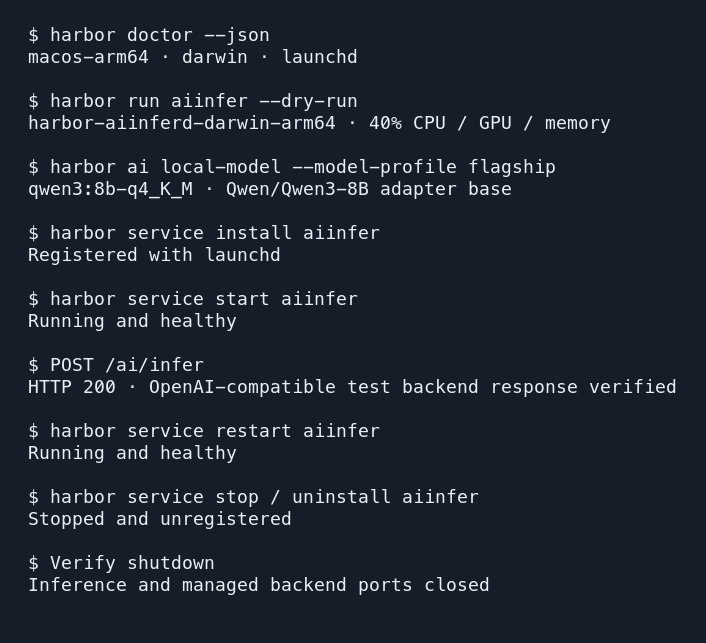 $ harbor doctor --json
macos-arm64 · darwin · launchd
$ harbor run aiinfer --dry-run
harbor-aiinferd-darwin-arm64 · 40% CPU / GPU / memory
$ harbor ai local-model --model-profile flagship
qwen3:8b-q4_K_M · Qwen/Qwen3-8B adapter base
$ harbor service install aiinfer
Registered with launchd
$ harbor service start aiinfer
Running and healthy
$ POST /ai/infer
HTTP 200 · OpenAI-compatible test backend response verified
$ harbor service restart aiinfer
Running and healthy
$ harbor service stop / uninstall aiinfer
Stopped and unregistered
$ Verify shutdown
Inference and managed backend ports closed